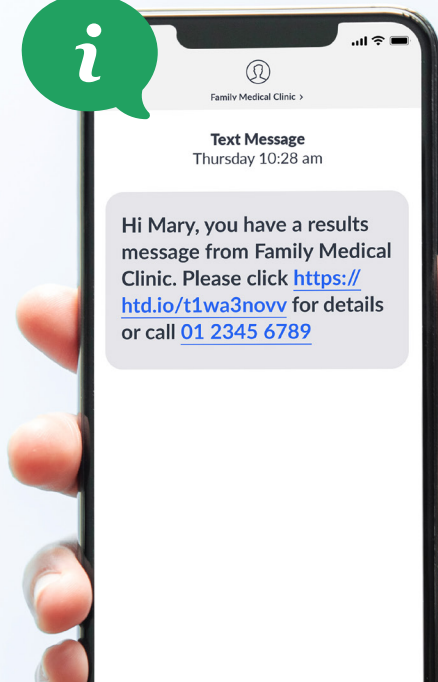 i
Family Medical Clinic >
Text Message
Thursday 10:28 am
Hi Mary, you have a results
message from Family Medical
Clinic. Please click https://
htd.io/t1wa3novv for details
or call 01 2345 6789